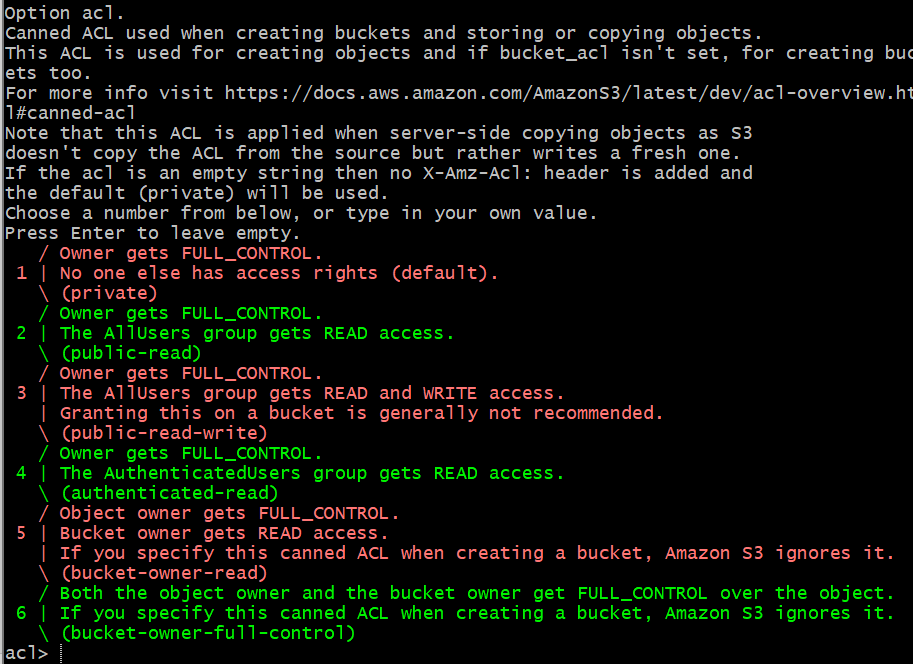 Option acl.
Canned ACL used when creating buckets and storing or copying objects.
This ACL is used for creating objects and if bucket_acl isn't set, for creating buc
ets too.
For more info visit https://docs.aws.amazon.com/AmazonS3/latest/dev/acl-overview.ht
l#canned-acl
Note that this ACL is applied when server-side copying objects as S3
doesn't copy the ACL from the source but rather writes a fresh one.
If the acl is an empty string then no X-Amz-Acl: header is added and
the default (private) will be used.
Choose a number from below, or type in your own value.
Press Enter to leave empty.
   / Owner gets FULL_CONTROL.
 1 | No one else has access rights (default).
   \ (private)
   / Owner gets FULL_CONTROL.
 2 | The AllUsers group gets READ access.
   \ (public-read)
   / Owner gets FULL_CONTROL.
 3 | The AllUsers group gets READ and WRITE access.
   | Granting this on a bucket is generally not recommended.
   \ (public-read-write)
   / Owner gets FULL_CONTROL.
 4 | The AuthenticatedUsers group gets READ access.
   \ (authenticated-read)
   / Object owner gets FULL_CONTROL.
 5 | Bucket owner gets READ access.
   | If you specify this canned ACL when creating a bucket, Amazon S3 ignores it.
   \ (bucket-owner-read)
   / Both the object owner and the bucket owner get FULL_CONTROL over the object.
 6 | If you specify this canned ACL when creating a bucket, Amazon S3 ignores it.
   \ (bucket-owner-full-control)
acl>